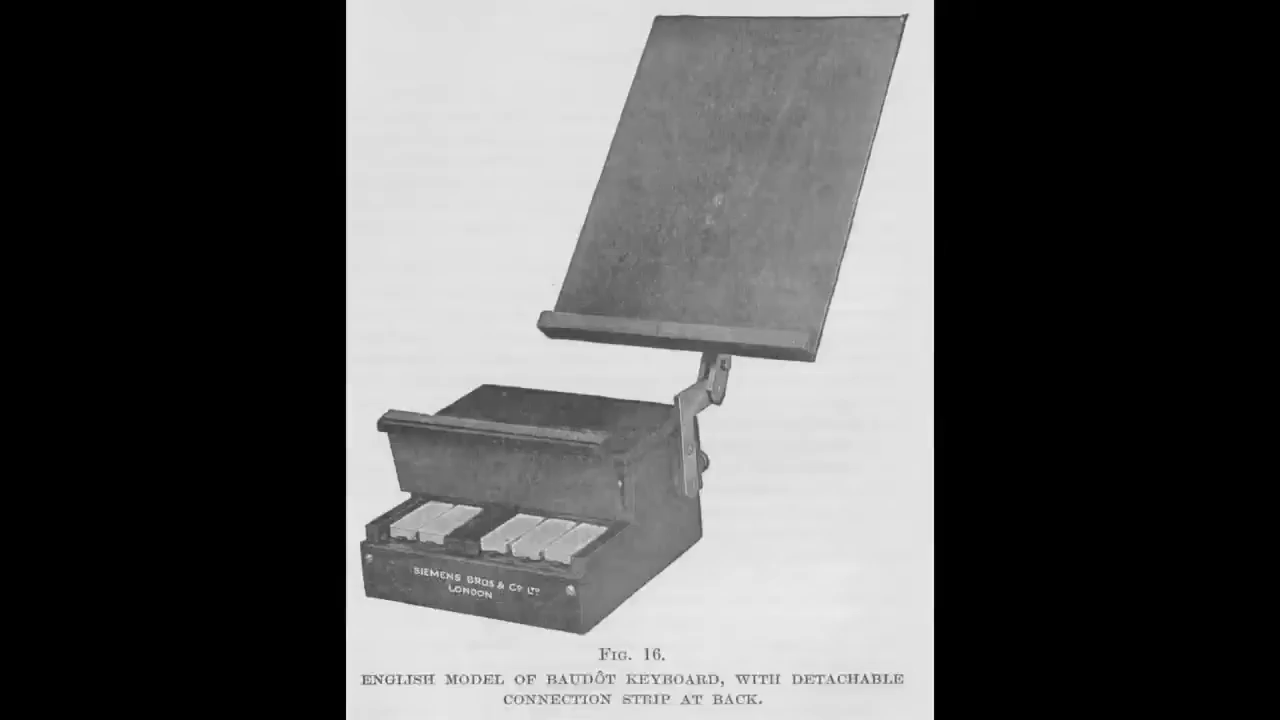 SIEMENS BROS & CO LTD
LONDON
FIG. 16.
ENGLISH MODEL OF BAUDÔT KEYBOARD, WITH DETACHABLE
CONNECTION STRIP AT BACK.